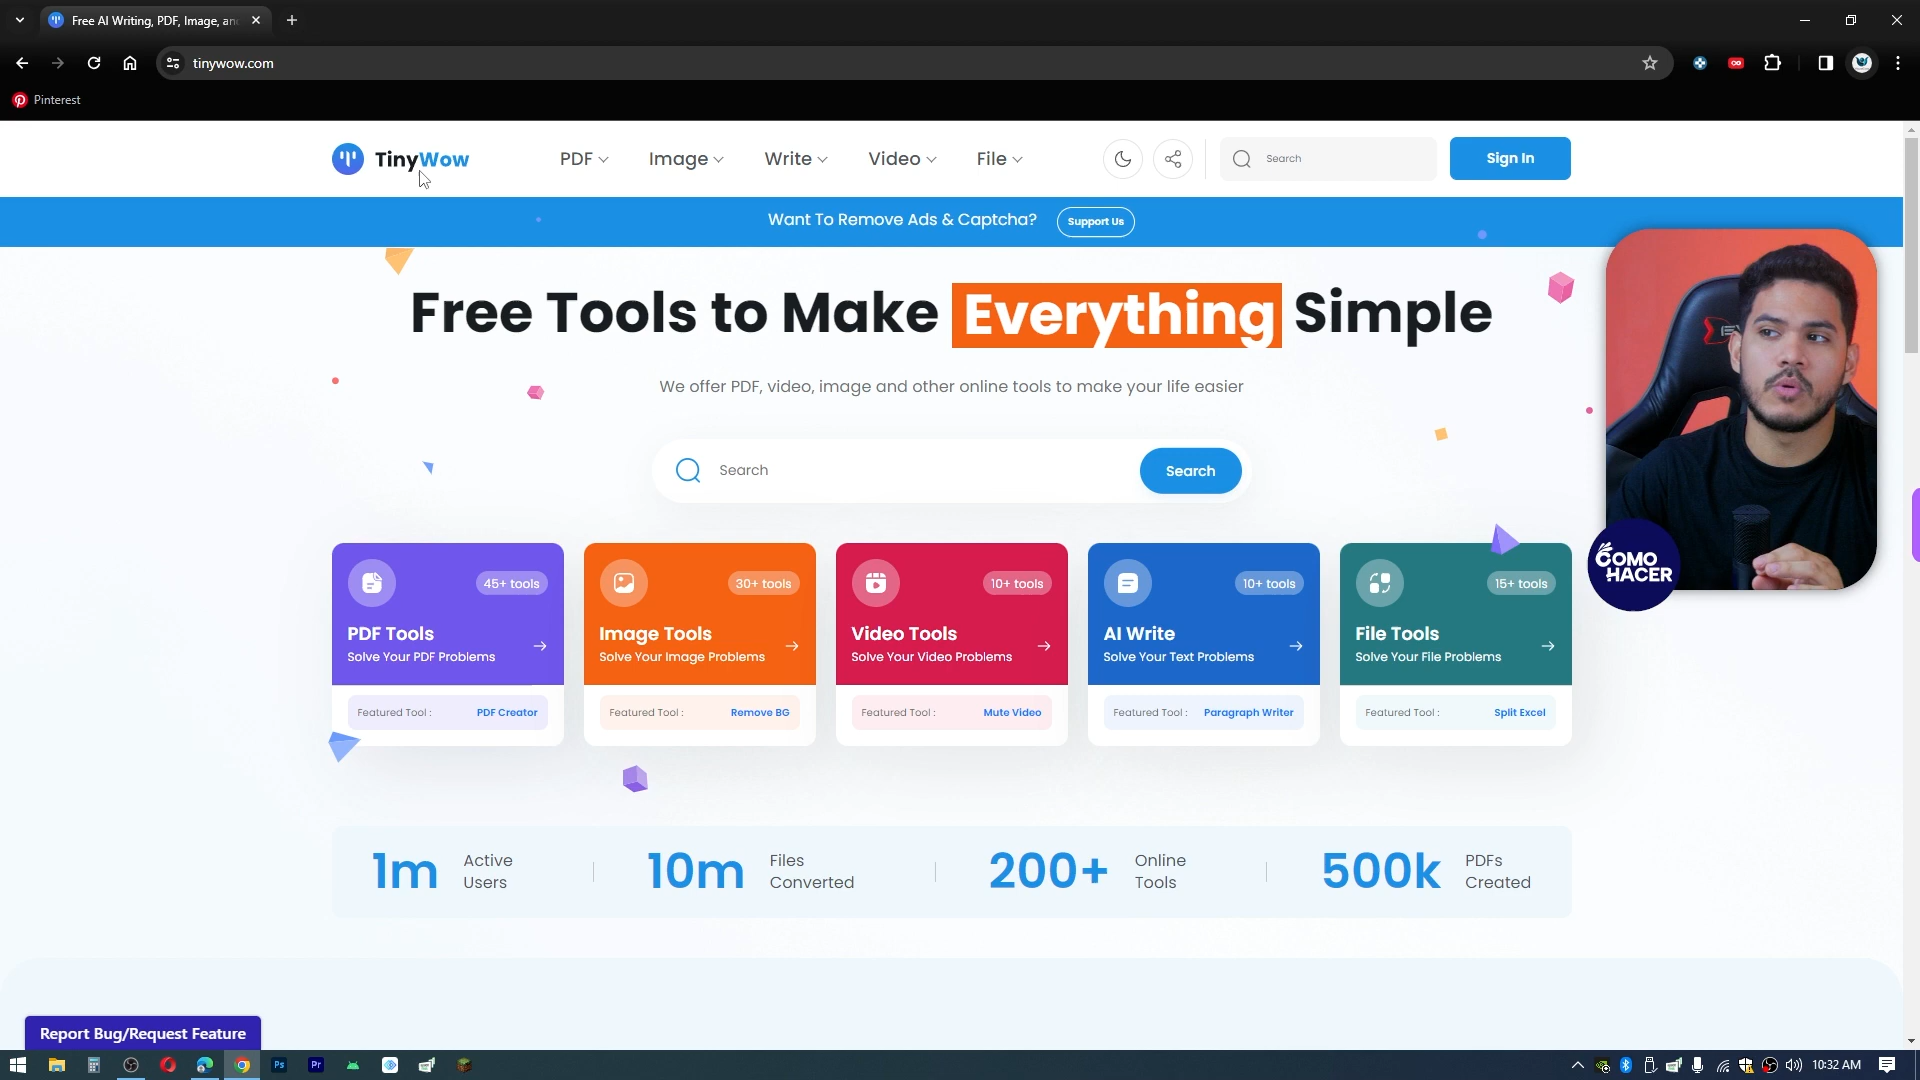 Free AI Writing, PDF, Image, an
tinywow.com
Pinterest
TinyWow
PDF
Image
Write
Video
File
Search
Sign In
Want To Remove Ads & Captcha?
Support Us
Free Tools to Make Everything Simple
We offer PDF, video, image and other online tools to make your life easier
Search
Search
45+ tools
PDF Tools
Solve Your PDF Problems
Featured Tool :
PDF Creator
30+ tools
Image Tools
Solve Your Image Problems
Featured Tool :
Remove BG
10+ tools
Video Tools
Solve Your Video Problems
Featured Tool :
Mute Video
10+ tools
AI Write
Solve Your Text Problems
Featured Tool :
Paragraph Writer
15+ tools
File Tools
Solve Your File Problems
Featured Tool :
Split Excel
COMO
HACER
1m
Active
Users
10m
Files
Converted
200+
Online
Tools
500k
PDFs
Created
Report Bug/Request Feature
Ps
Pr
10:32 AM